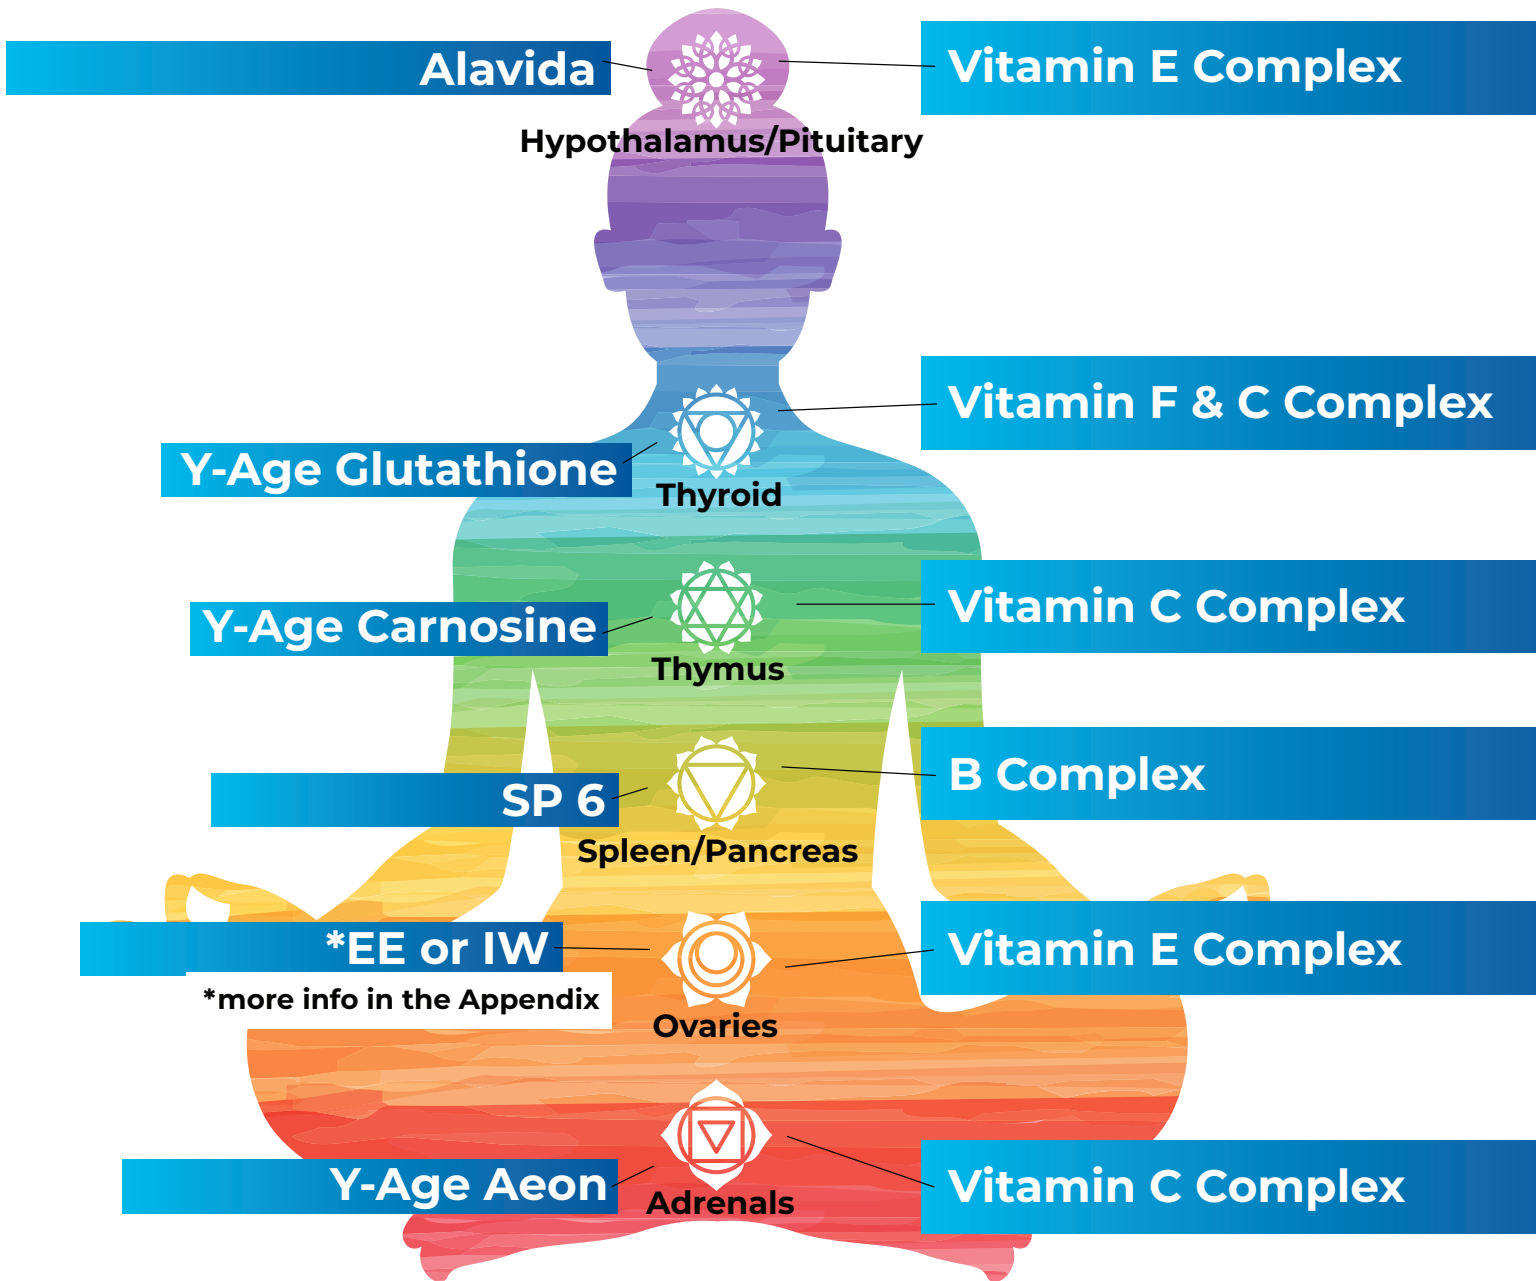 Alavida
Vitamin E Complex
Hypothalamus/Pituitary
Vitamin F & C Complex
Y-Age Glutathione
Thyroid
Vitamin C Complex
Y-Age Carnosine
Thymus
B Complex
SP 6
Spleen/Pancreas
*EE or IW
Vitamin E Complex
*more info in the Appendix
Ovaries
Y-Age Aeon
Vitamin C Complex
Adrenals